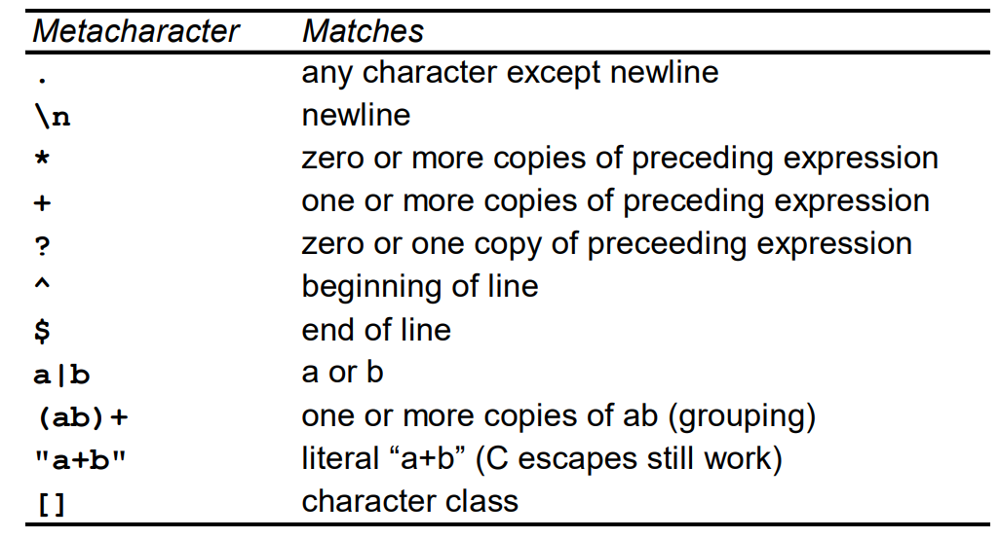 Metacharacter Matches
. any character except newline
\n newline
* zero or more copies of preceding expression
+ one or more copies of preceding expression
? zero or one copy of preceeding expression
^ beginning of line
$ end of line
a|b a or b
(ab)+ one or more copies of ab (grouping)
"a+b" literal “a+b” (C escapes still work)
[] character class